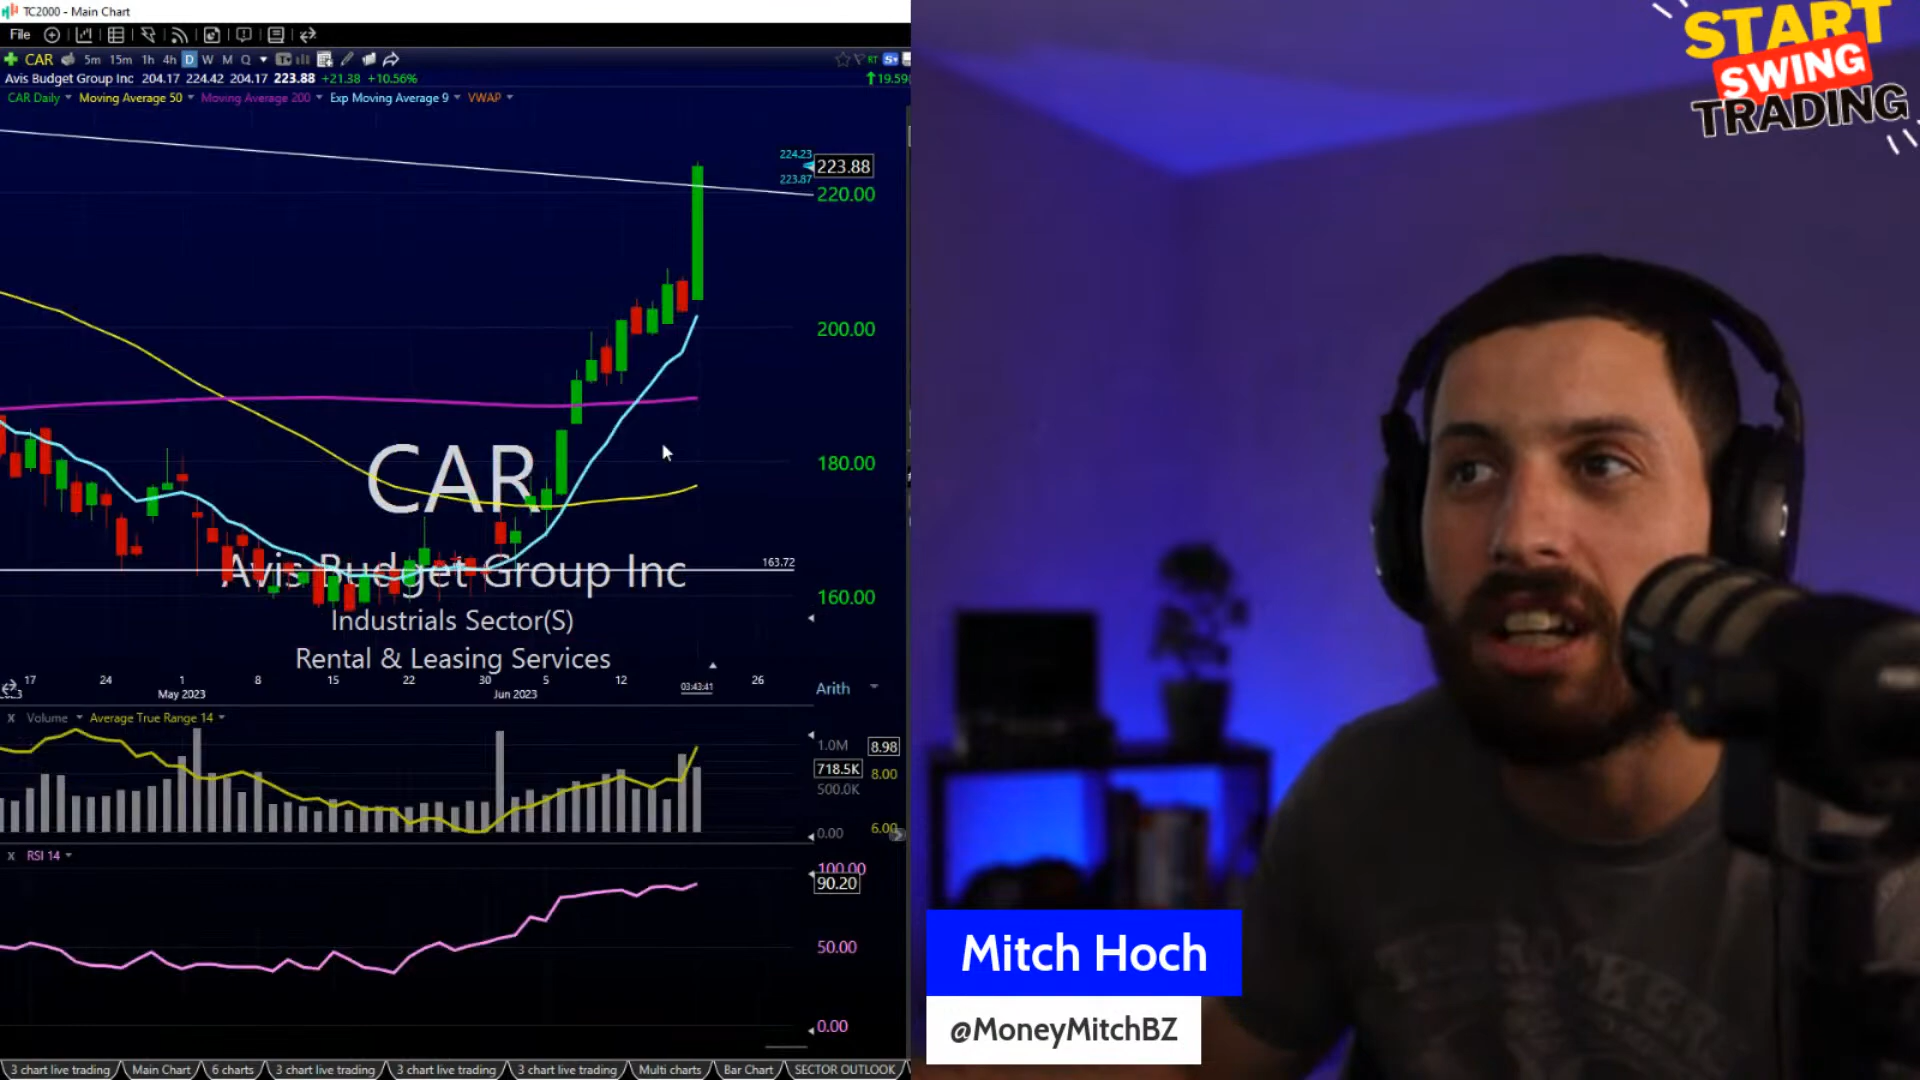 TC2000 - Main Chart
File
CAR 5m 15m 1h 4h D W M Q TC RT S+
Avis Budget Group Inc 204.17 224.42 204.17 223.88 +21.38 +10.56% 19.59
CAR Daily Moving Average 50 Moving Average 200 Exp Moving Average 9 VWAP
224.23
223.88
223.87
220.00
200.00
180.00
163.72
160.00
CAR
Avis Budget Group Inc
Industrials Sector(S)
Rental & Leasing Services
17 24 1 8 15 22 30 5 12 03:43:41 26
May 2023 Jun 2023
Arith
X Volume Average True Range 14
1.0M 8.98
718.5K 8.00
500.0K
0.00 6.00
X RSI 14
100.00
90.20
50.00
0.00
3 chart live trading Main Chart 6 charts 3 chart live trading 3 chart live trading 3 chart live trading Multi charts Bar Chart SECTOR OUTLOOK
START
SWING
TRADING
Mitch Hoch
@MoneyMitchBZ